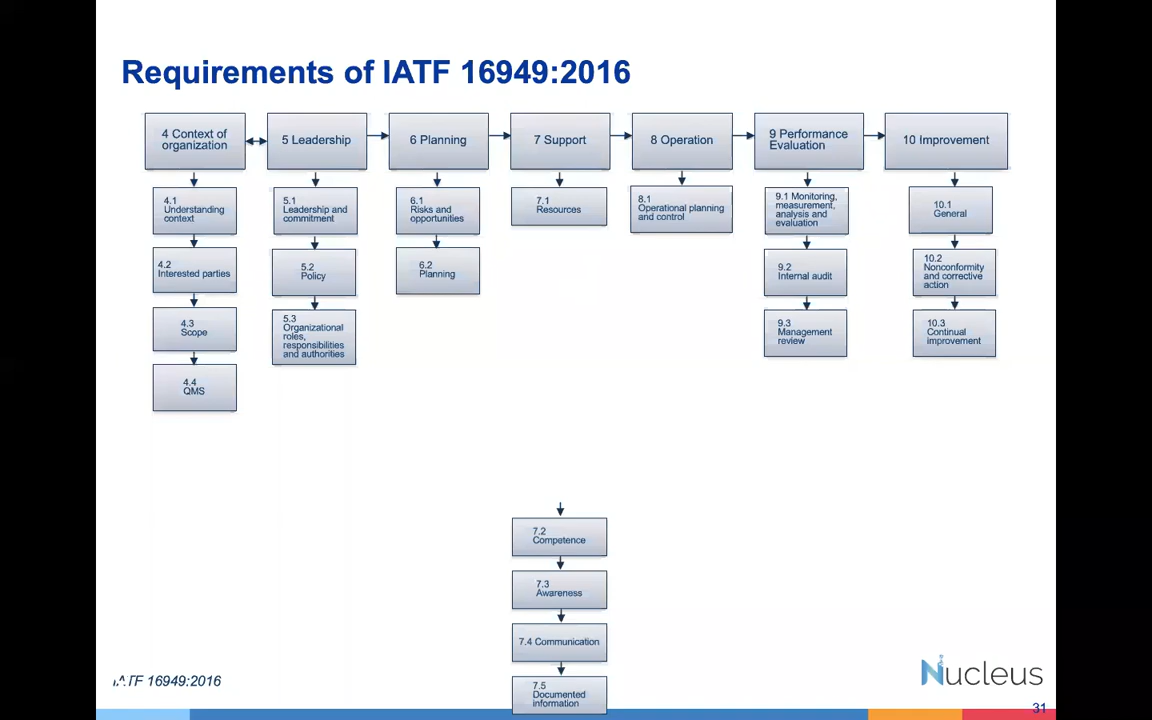 Requirements of IATF 16949:2016
4 Context of
organization
5 Leadership
6 Planning
7 Support
8 Operation
9 Performance
Evaluation
10 Improvement
4.1
Understanding
context
4.2
Interested parties
4.3
Scope
4.4
QMS
5.1
Leadership and
commitment
5.2
Policy
5.3
Organizational
roles,
responsibilities
and authorities
6.1
Risks and
opportunities
6.2
Planning
7.1
Resources
7.2
Competence
7.3
Awareness
7.4 Communication
7.5
Documented
information
8.1
Operational planning
and control
9.1 Monitoring,
measurement,
analysis and
evaluation
9.2
Internal audit
9.3
Management
review
10.1
General
10.2
Nonconformity
and corrective
action
10.3
Continual
improvement
IATF 16949:2016
Nucleus
31